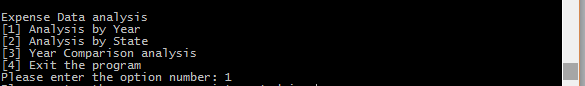 Expense Data analysis
[1] Analysis by Year
[2] Analysis by State
[3] Year Comparison analysis
[4] Exit the program
Please enter the option number: 1